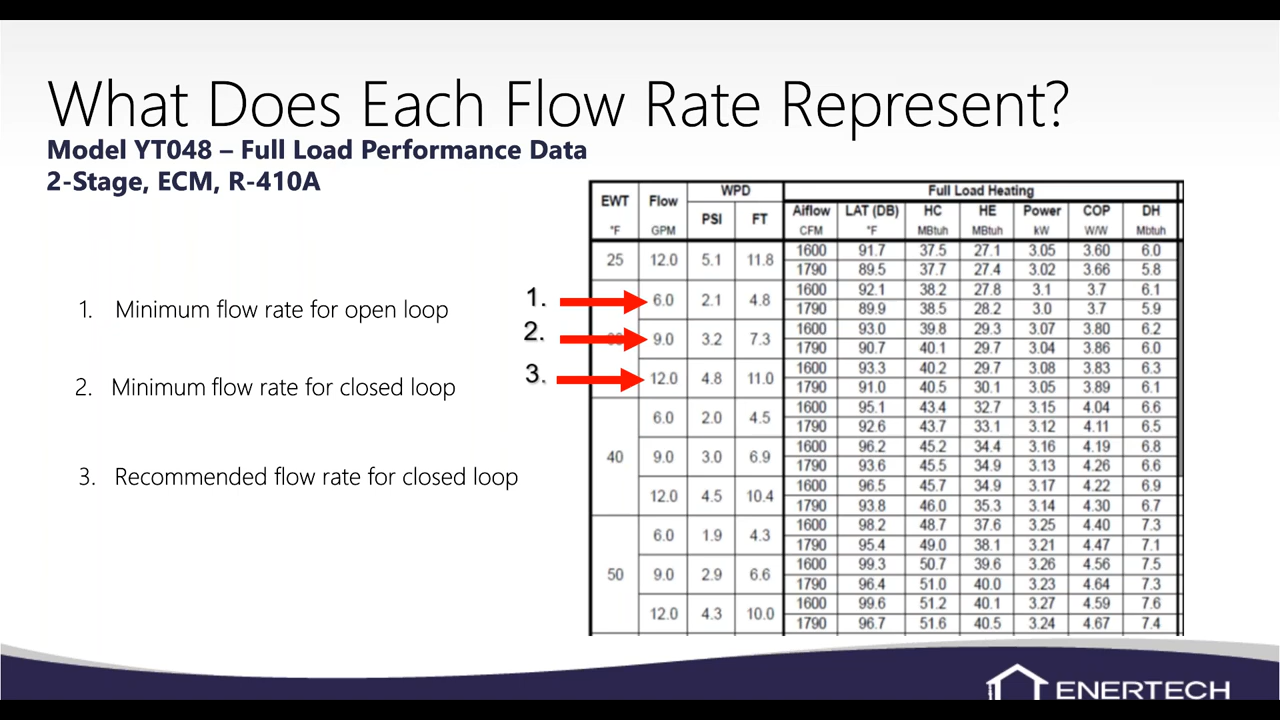 What Does Each Flow Rate Represent?
Model YT048 – Full Load Performance Data
2-Stage, ECM, R-410A
1. Minimum flow rate for open loop
2. Minimum flow rate for closed loop
3. Recommended flow rate for closed loop
1.
2.
3.
EWT Flow WPD Full Load Heating
PSI FT Aiflow LAT (DB) HC HE Power COP DH
°F GPM CFM °F MBtuh MBtuh kW W/W Mbtuh
25 12.0 5.1 11.8 1600 91.7 37.5 27.1 3.05 3.60 6.0
1790 89.5 37.7 27.4 3.02 3.66 5.8
6.0 2.1 4.8 1600 92.1 38.2 27.8 3.1 3.7 6.1
1790 89.9 38.5 28.2 3.0 3.7 5.9
9.0 3.2 7.3 1600 93.0 39.8 29.3 3.07 3.80 6.2
1790 90.7 40.1 29.7 3.04 3.86 6.0
12.0 4.8 11.0 1600 93.3 40.2 29.7 3.08 3.83 6.3
1790 91.0 40.5 30.1 3.05 3.89 6.1
40 6.0 2.0 4.5 1600 95.1 43.4 32.7 3.15 4.04 6.6
1790 92.6 43.7 33.1 3.12 4.11 6.5
9.0 3.0 6.9 1600 96.2 45.2 34.4 3.16 4.19 6.8
1790 93.6 45.5 34.9 3.13 4.26 6.6
12.0 4.5 10.4 1600 96.5 45.7 34.9 3.17 4.22 6.9
1790 93.8 46.0 35.3 3.14 4.30 6.7
50 6.0 1.9 4.3 1600 98.2 48.7 37.6 3.25 4.40 7.3
1790 95.4 49.0 38.1 3.21 4.47 7.1
9.0 2.9 6.6 1600 99.3 50.7 39.6 3.26 4.56 7.5
1790 96.4 51.0 40.0 3.23 4.64 7.3
12.0 4.3 10.0 1600 99.6 51.2 40.1 3.27 4.59 7.6
1790 96.7 51.6 40.5 3.24 4.67 7.4
ENERTECH